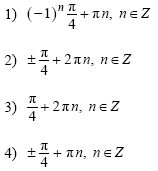 1) (−1)ⁿ π/4 + πn, n∈Z
2) ± π/4 + 2πn, n∈Z
3) π/4 + 2πn, n∈Z
4) ± π/4 + πn, n∈Z